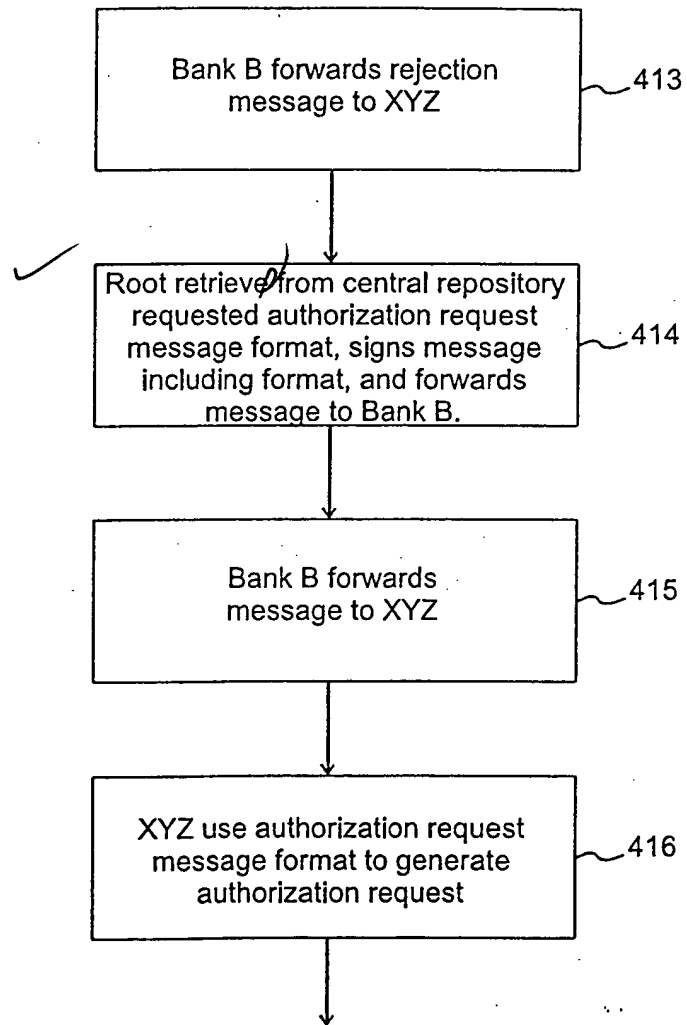 Bank B forwards rejection
message to XYZ
413
Root retrieve from central repository
requested authorization request
message format, signs message
including format, and forwards
message to Bank B.
414
Bank B forwards
message to XYZ
415
XYZ use authorization request
message format to generate
authorization request
416